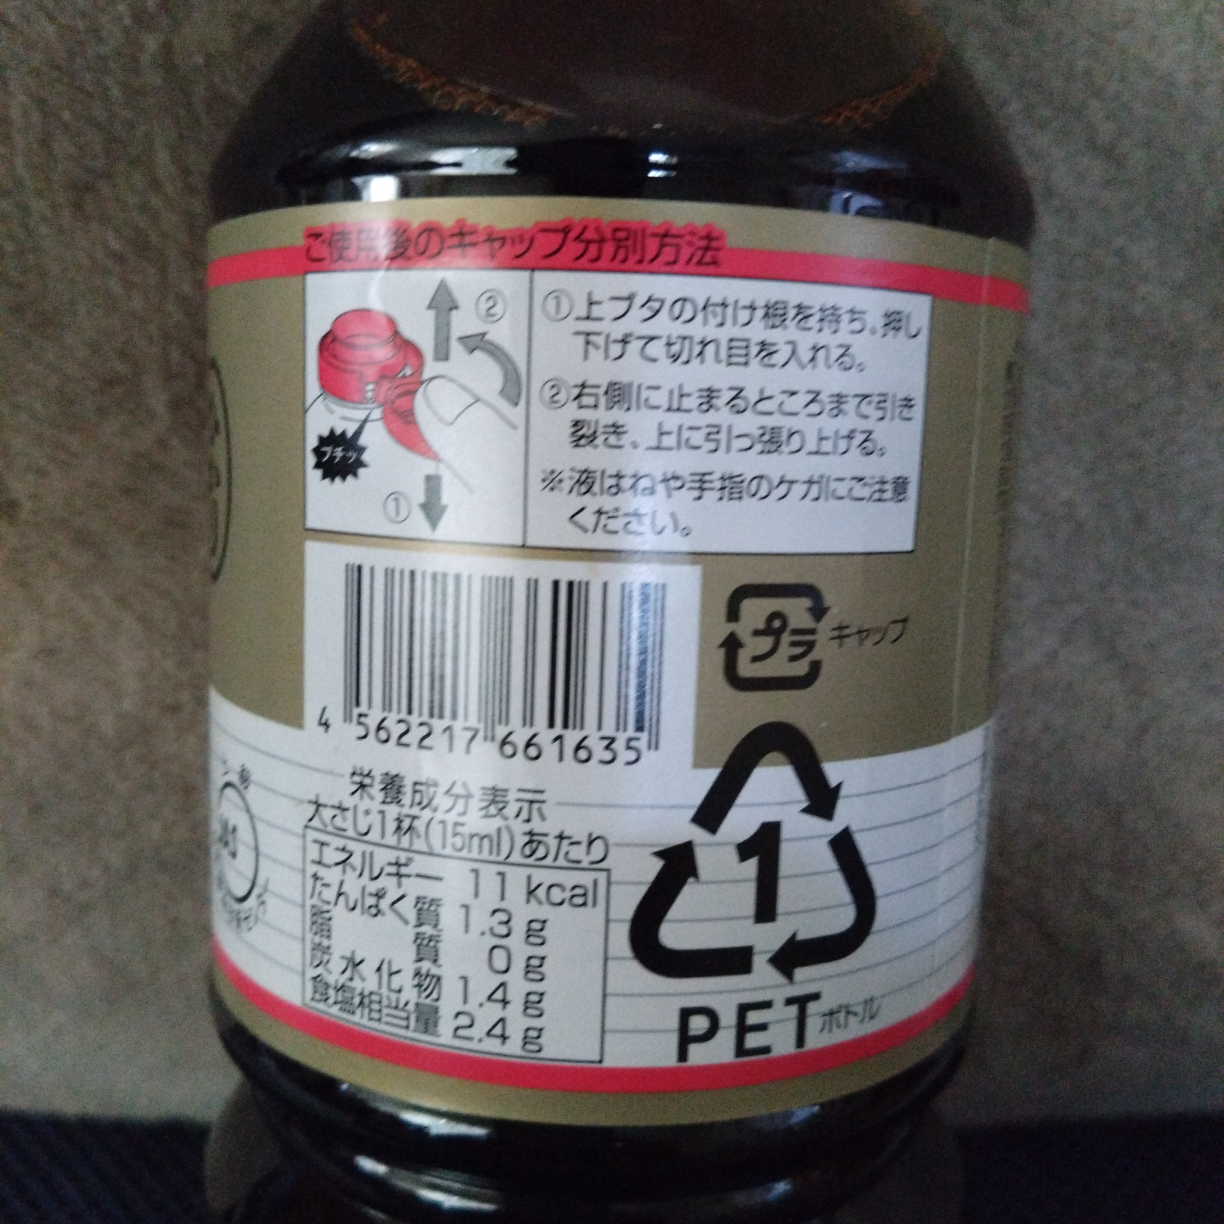 ご使用後のキャップ分別方法
②
プチッ
①
①上ブタの付け根を持ち、押し
下げて切れ目を入れる。
②右側に止まるところまで引き
裂き、上に引っ張り上げる。
※液はねや手指のケガにご注意
ください。
4 562217 661635
プラ キャップ
栄養成分表示
大さじ1杯(15ml)あたり
エネルギー 11 kcal
たんぱく質 1.3 g
脂質 0 g
炭水化物 1.4 g
食塩相当量 2.4 g
1
PETボトル